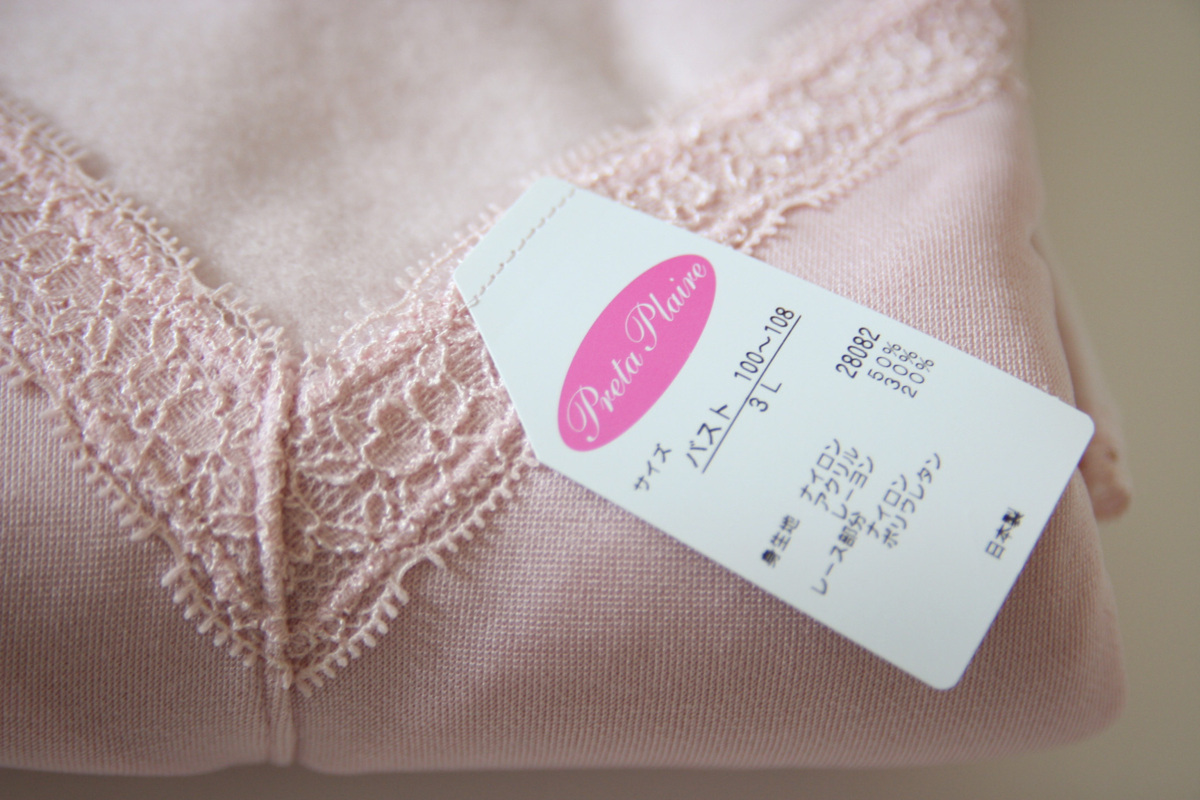 Preta Plaire
サイズ
バスト 100〜108
3L
28082
身生地
ナイロン 50%
アクリル 30%
レーヨン 20%
レース部分
ナイロン
ポリウレタン
日本製